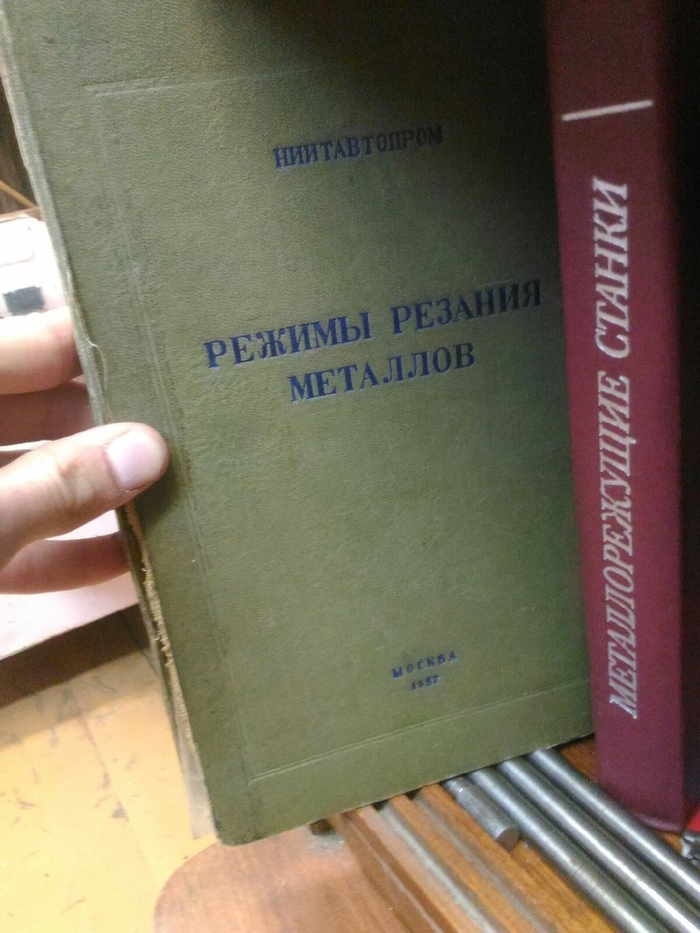 НИИТАВТОПРОМ
РЕЖИМЫ РЕЗАНИЯ
МЕТАЛЛОВ
МОСКВА
1957
МЕТАЛЛОРЕЖУЩИЕ СТАНКИ